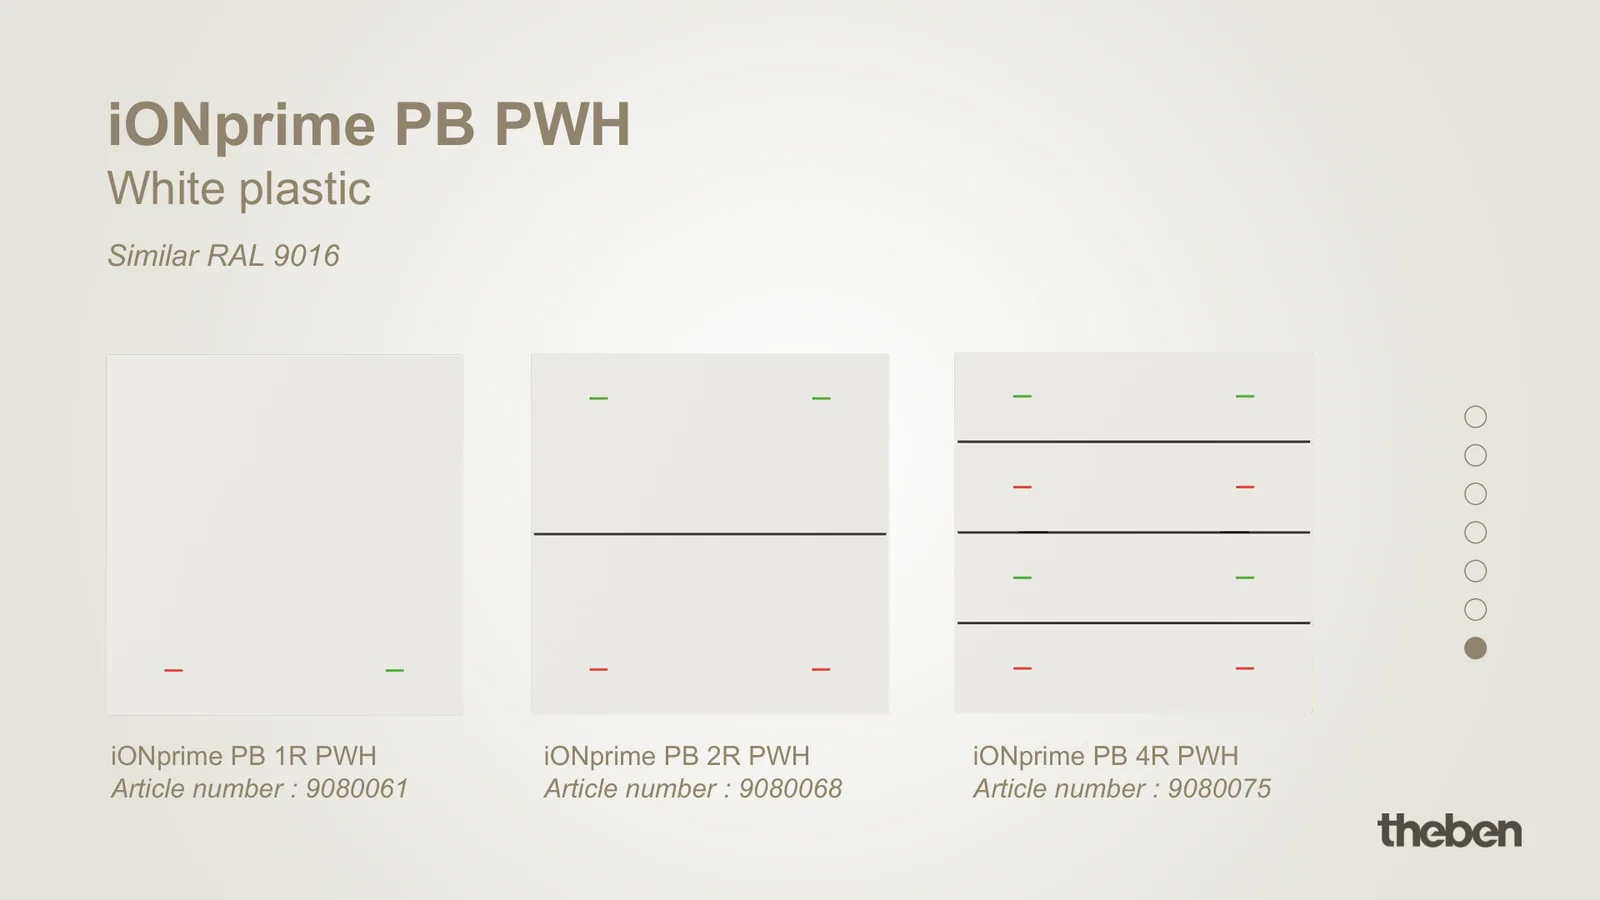 iONprime PB PWH
White plastic
Similar RAL 9016
iONprime PB 1R PWH
Article number : 9080061
iONprime PB 2R PWH
Article number : 9080068
iONprime PB 4R PWH
Article number : 9080075
theben